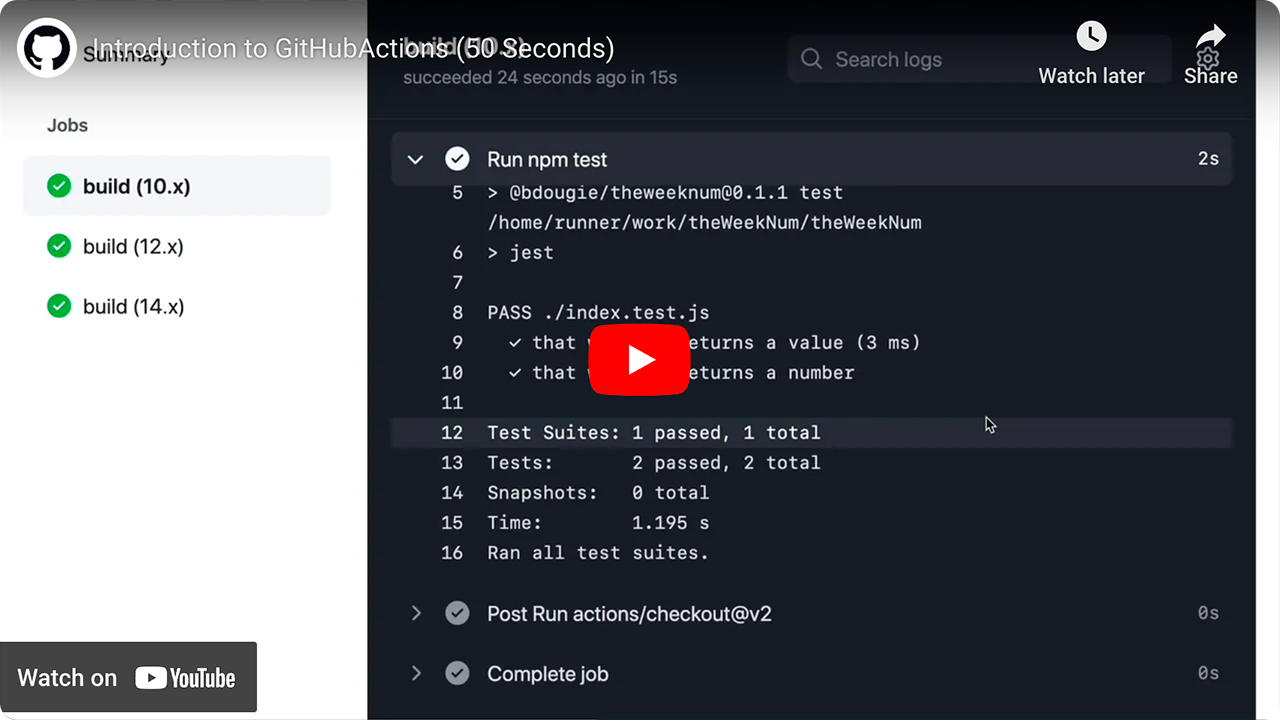 Introduction to GitHubActions (50 Seconds)
Summary
build (10.x)
succeeded 24 seconds ago in 15s
Search logs
Watch later
Share
Jobs
build (10.x)
build (12.x)
build (14.x)
Run npm test 2s
5 > @bdougie/theweeknum@0.1.1 test
/home/runner/work/theWeekNum/theWeekNum
6 > jest
7
8 PASS ./index.test.js
9 ✓ that eturns a value (3 ms)
10 ✓ that eturns a number
11
12 Test Suites: 1 passed, 1 total
13 Tests: 2 passed, 2 total
14 Snapshots: 0 total
15 Time: 1.195 s
16 Ran all test suites.
Post Run actions/checkout@v2 0s
Complete job 0s
Watch on YouTube